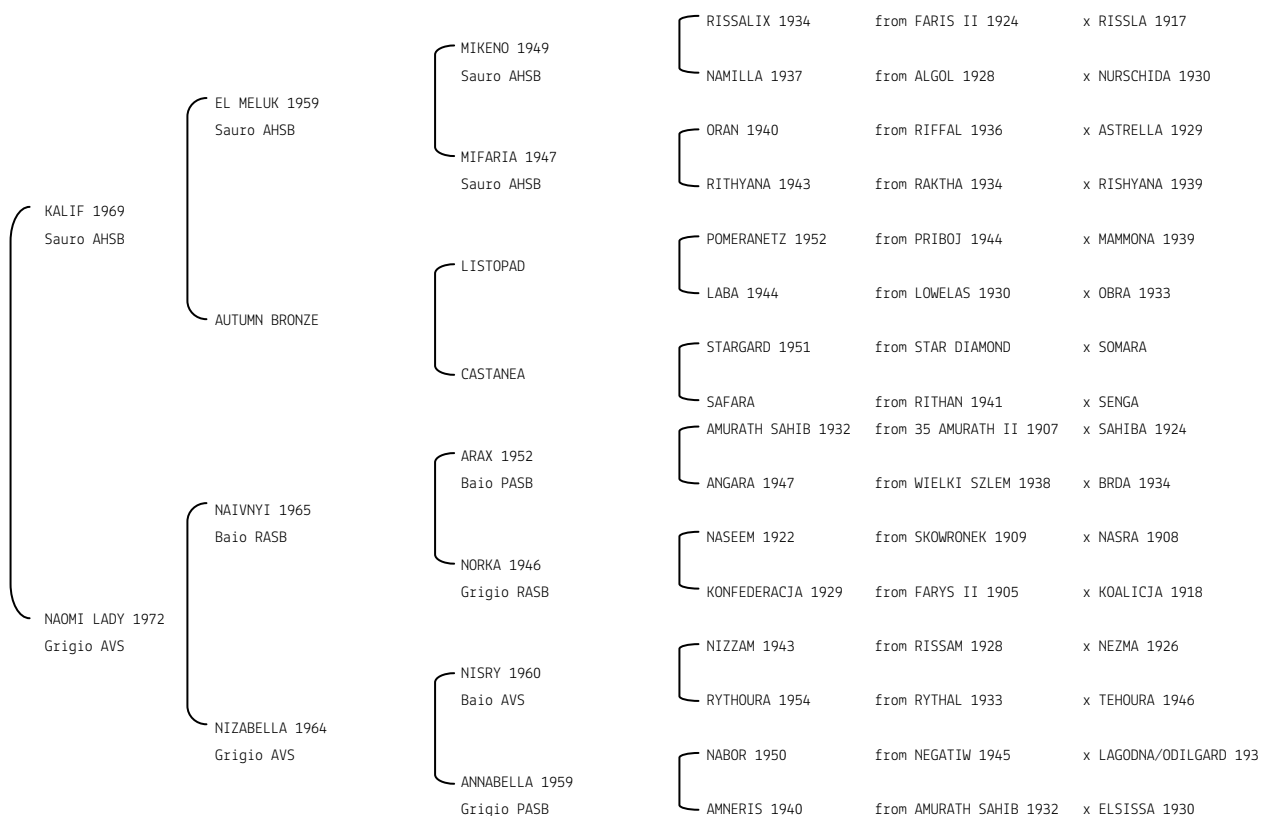 RISSALIX 1934 from FARIS II 1924 x RISSLA 1917
MIKENO 1949
Sauro AHSB
NAMILLA 1937 from ALGOL 1928 x NURSCHIDA 1930
EL MELUK 1959
Sauro AHSB
ORAN 1940 from RIFFAL 1936 x ASTRELLA 1929
MIFARIA 1947
Sauro AHSB
RITHYANA 1943 from RAKTHA 1934 x RISHYANA 1939
KALIF 1969
Sauro AHSB
POMERANETZ 1952 from PRIBOJ 1944 x MAMMONA 1939
LISTOPAD
LABA 1944 from LOWELAS 1930 x OBRA 1933
AUTUMN BRONZE
STARGARD 1951 from STAR DIAMOND x SOMARA
CASTANEA
SAFARA from RITHAN 1941 x SENGA
AMURATH SAHIB 1932 from 35 AMURATH II 1907 x SAHIBA 1924
ARAX 1952
Baio PASB
ANGARA 1947 from WIELKI SZLEM 1938 x BRDA 1934
NAIVNYI 1965
Baio RASB
NASEEM 1922 from SKOWRONEK 1909 x NASRA 1908
NORKA 1946
Grigio RASB
KONFEDERACJA 1929 from FARYS II 1905 x KOALICJA 1918
NAOMI LADY 1972
Grigio AVS
NIZZAM 1943 from RISSAM 1928 x NEZMA 1926
NISRY 1960
Baio AVS
RYTHOURA 1954 from RYTHAL 1933 x TEHOURA 1946
NIZABELLA 1964
Grigio AVS
NABOR 1950 from NEGATIW 1945 x LAGODNA/ODILGARD 193
ANNABELLA 1959
Grigio PASB
AMNERIS 1940 from AMURATH SAHIB 1932 x ELSISSA 1930